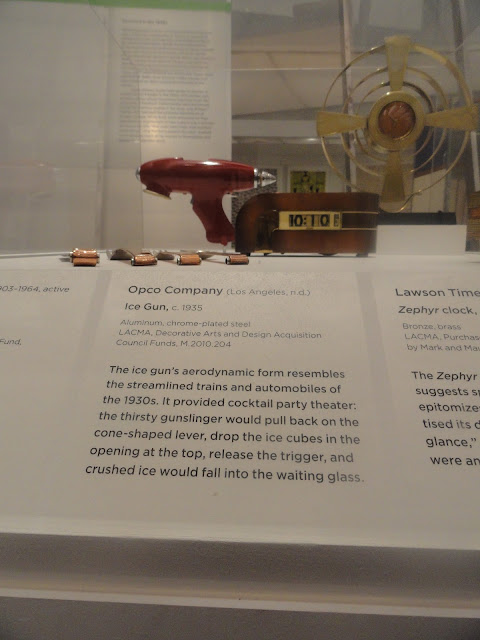 10:10
903-1964, active
Fund,
Opco Company (Los Angeles, n.d.)
Ice Gun, c. 1935
Aluminum, chrome-plated steel
LACMA, Decorative Arts and Design Acquisition
Council Funds, M.2010.204
The ice gun's aerodynamic form resembles
the streamlined trains and automobiles of
the 1930s. It provided cocktail party theater:
the thirsty gunslinger would pull back on the
cone-shaped lever, drop the ice cubes in the
opening at the top, release the trigger, and
crushed ice would fall into the waiting glass.
Lawson Time
Zephyr clock,
Bronze, brass
LACMA, Purchas
by Mark and Mau
The Zephyr
suggests sp
epitomize
tised its d
glance,"
were an